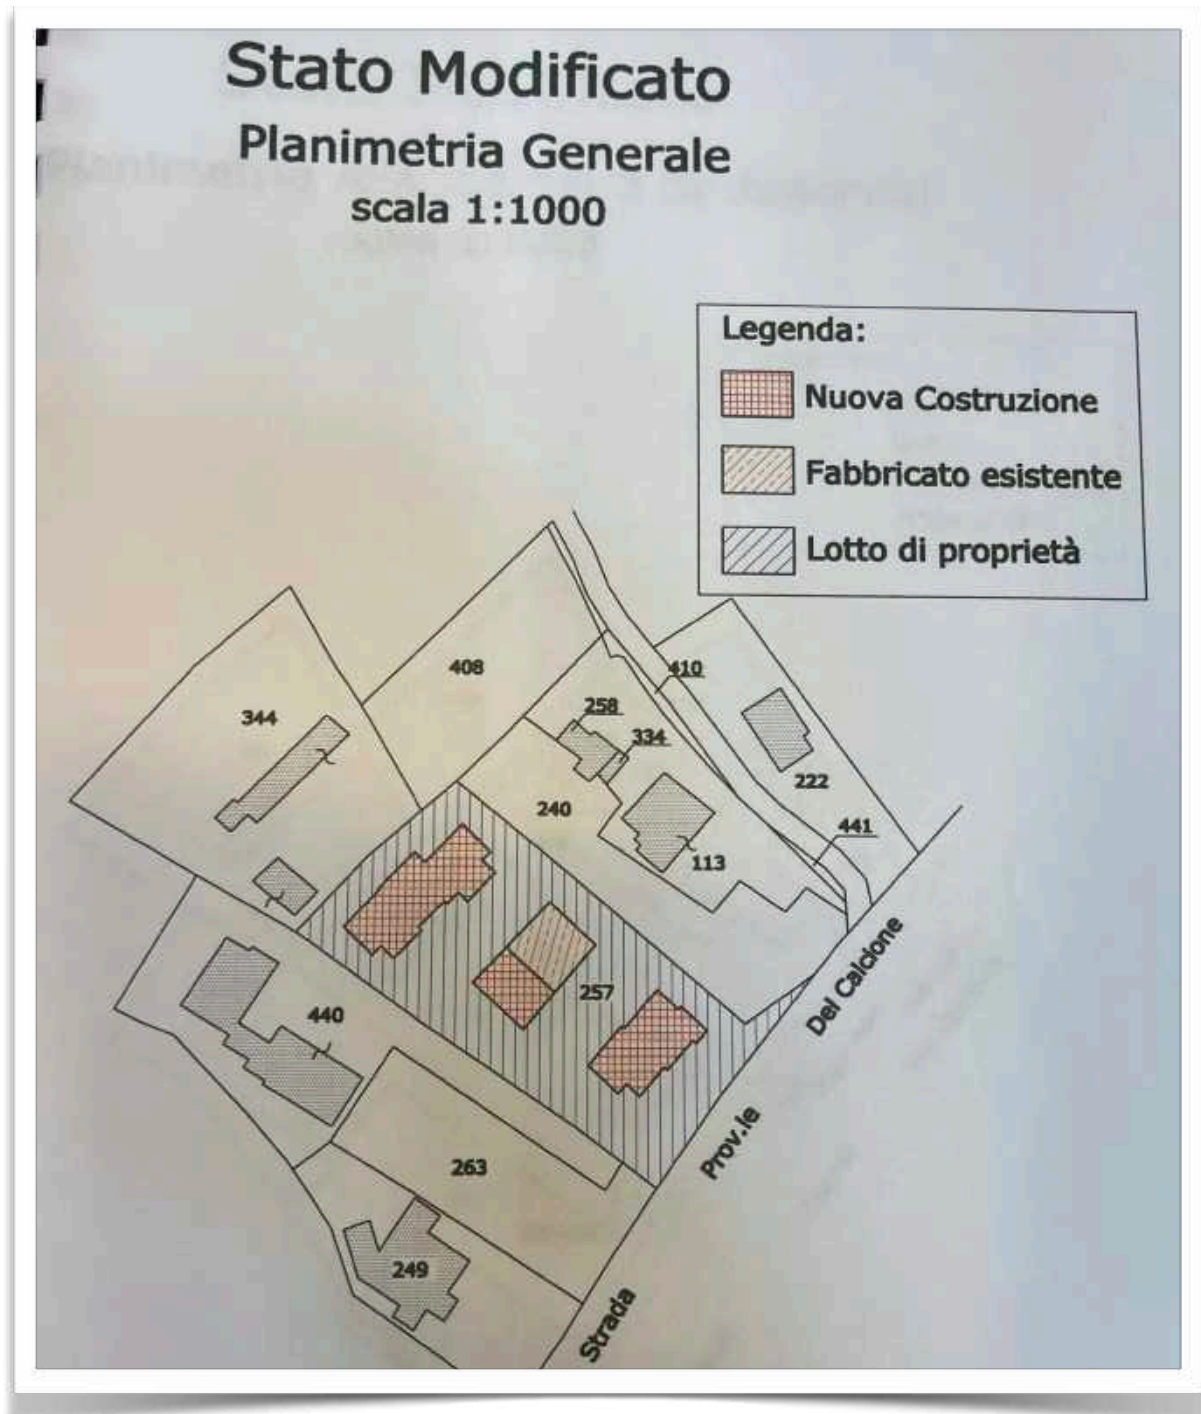 Stato Modificato
Planimetria Generale
scala 1:1000
Legenda:
Nuova Costruzione
Fabbricato esistente
Lotto di proprietà
408
410
344
258
334
222
240
441
113
257
440
263
249
Strada Prov.le Del Calcione